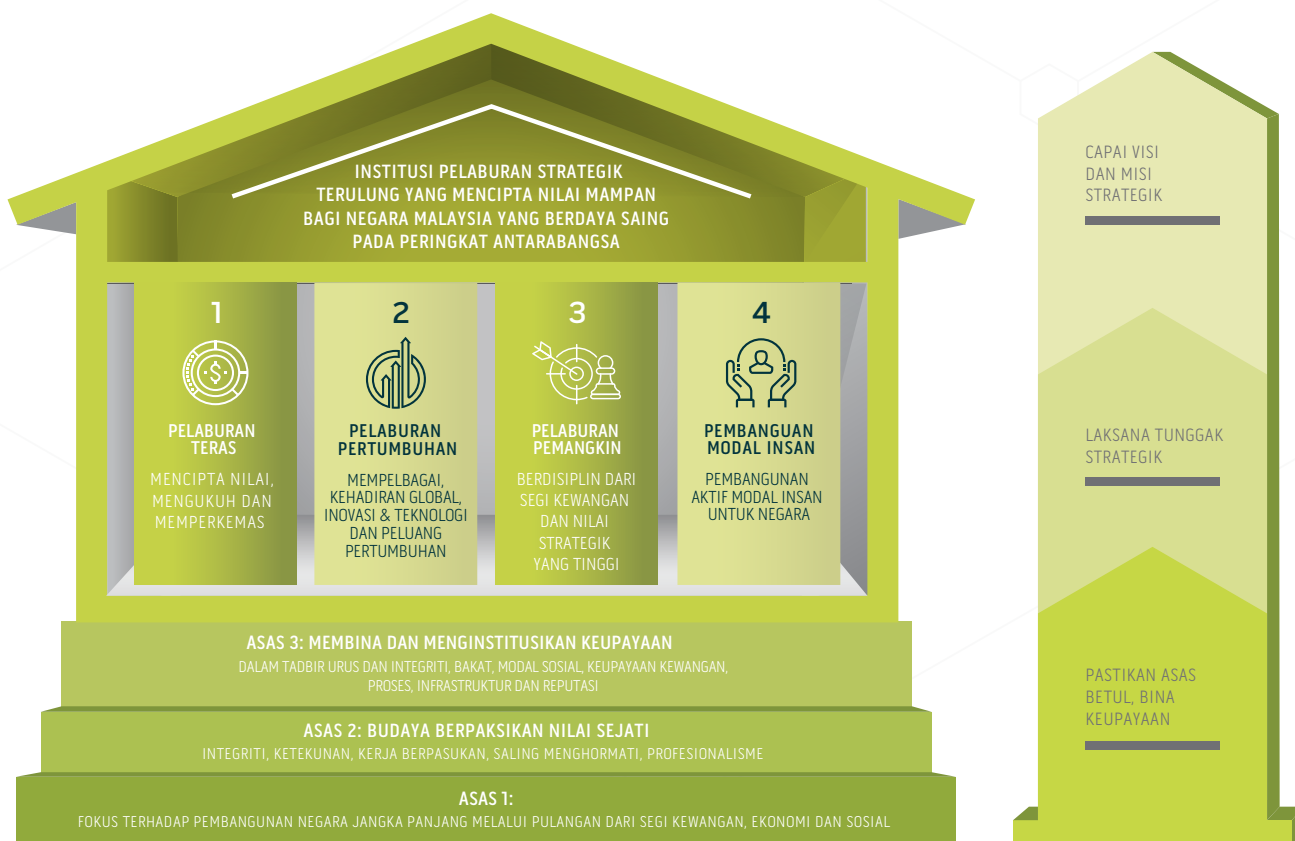 INSTITUSI PELABURAN STRATEGIK
TERULUNG YANG MENCIPTA NILAI MAMPAN
BAGI NEGARA MALAYSIA YANG BERDAYA SAING
PADA PERINGKAT ANTARABANGSA
1
$
PELABURAN
TERAS
MENCIPTA NILAI,
MENGUKUH DAN
MEMPERKEMAS
2
PELABURAN
PERTUMBUHAN
MEMPELBAGAI,
KEHADIRAN GLOBAL,
INOVASI & TEKNOLOGI
DAN PELUANG
PERTUMBUHAN
3
PELABURAN
PEMANGKIN
BERDISIPLIN DARI
SEGI KEWANGAN
DAN NILAI
STRATEGIK
YANG TINGGI
4
PEMBANGUAN
MODAL INSAN
PEMBANGUNAN
AKTIF MODAL INSAN
UNTUK NEGARA
ASAS 3: MEMBINA DAN MENGINSTITUSIKAN KEUPAYAAN
DALAM TADBIR URUS DAN INTEGRITI, BAKAT, MODAL SOSIAL, KEUPAYAAN KEWANGAN,
PROSES, INFRASTRUKTUR DAN REPUTASI
ASAS 2: BUDAYA BERPAKSIKAN NILAI SEJATI
INTEGRITI, KETEKUNAN, KERJA BERPASUKAN, SALING MENGHORMATI, PROFESIONALISME
ASAS 1:
FOKUS TERHADAP PEMBANGUNAN NEGARA JANGKA PANJANG MELALUI PULANGAN DARI SEGI KEWANGAN, EKONOMI DAN SOSIAL
CAPAI VISI
DAN MISI
STRATEGIK
LAKSANA TUNGGAK
STRATEGIK
PASTIKAN ASAS
BETUL, BINA
KEUPAYAAN